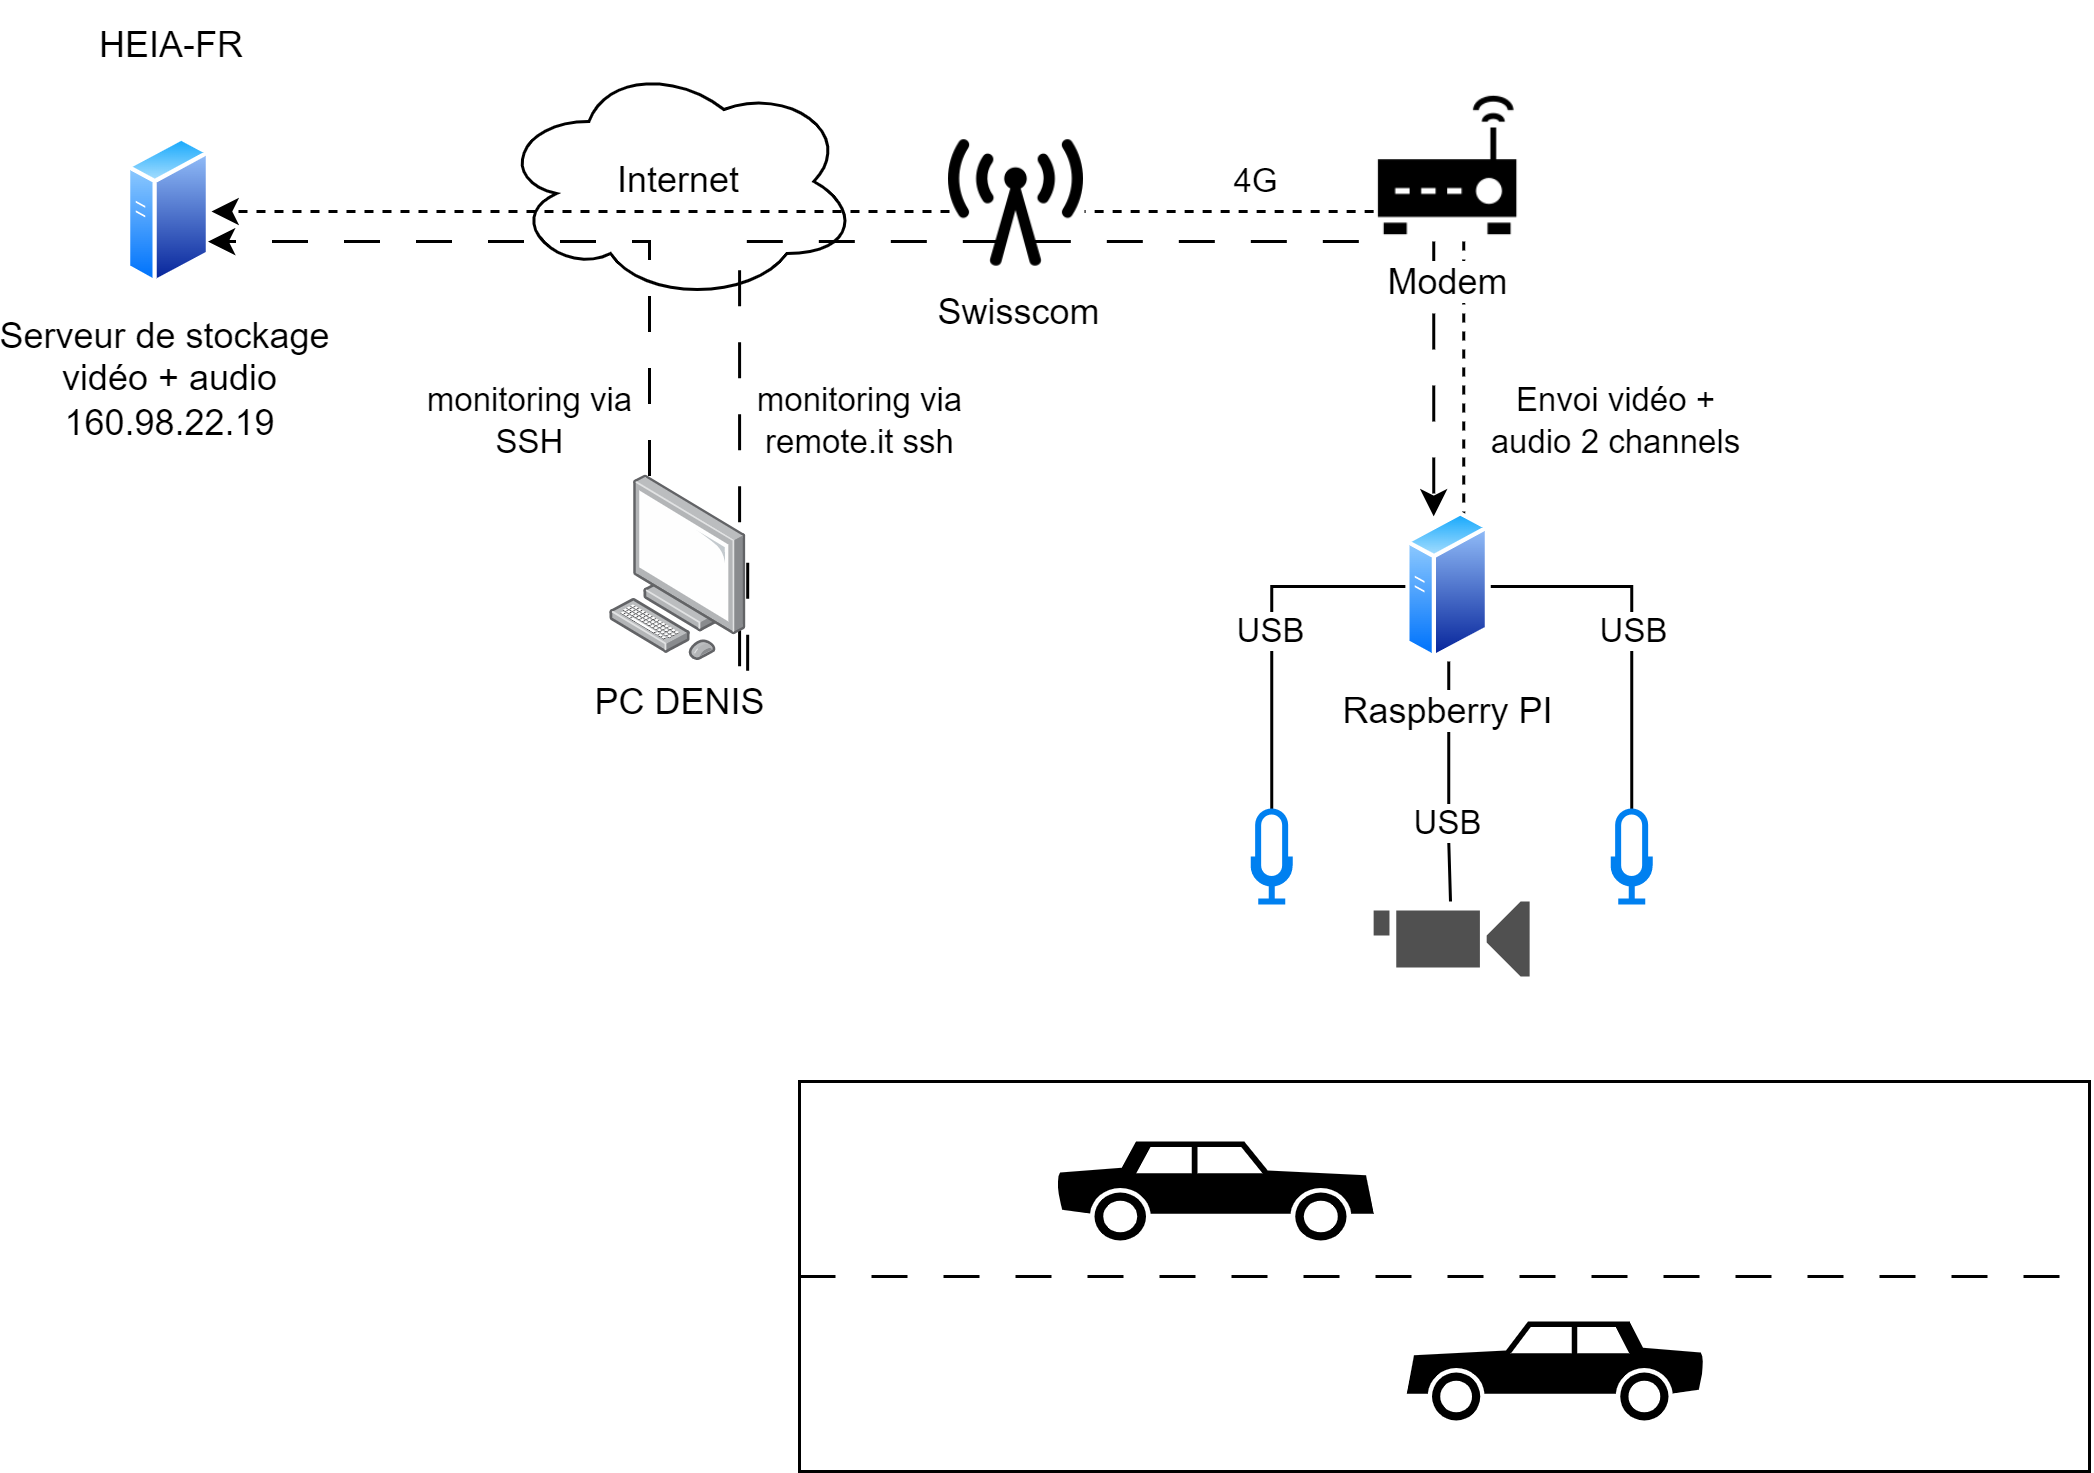 HEIA-FR
Internet
4G
Modem
Swisscom
Serveur de stockage
vidéo + audio
160.98.22.19
monitoring via
SSH
monitoring via
remote.it ssh
Envoi vidéo +
audio 2 channels
USB
USB
PC DENIS
Raspberry PI
USB